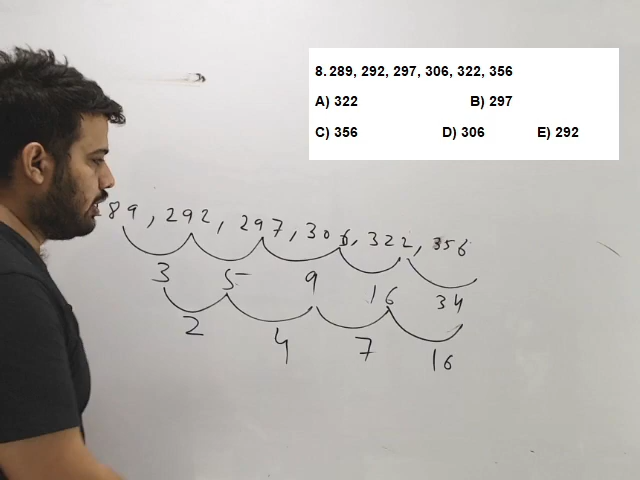 8. 289, 292, 297, 306, 322, 356
A) 322 B) 297
C) 356 D) 306 E) 292
89, 292, 297, 306, 322, 356
3 5 9 16 34
2 4 7 16